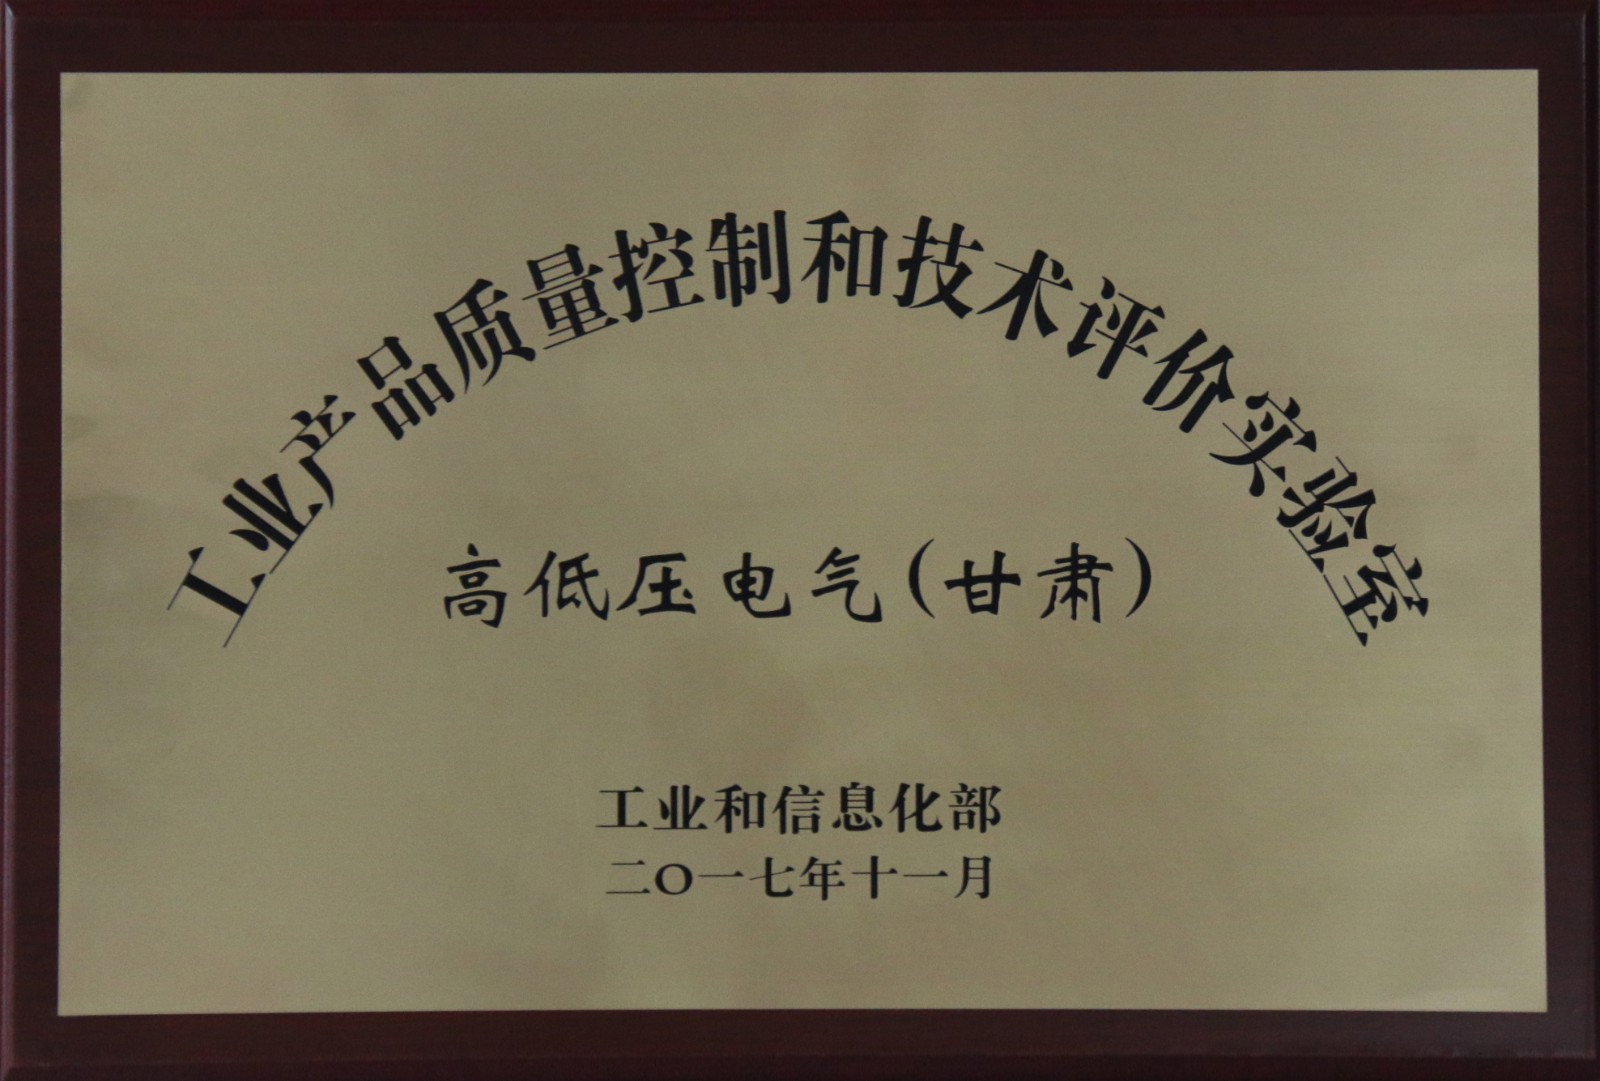 工业产品质量控制和技术评价实验室
高低压电气(甘肃)
工业和信息化部
二〇一七年十一月